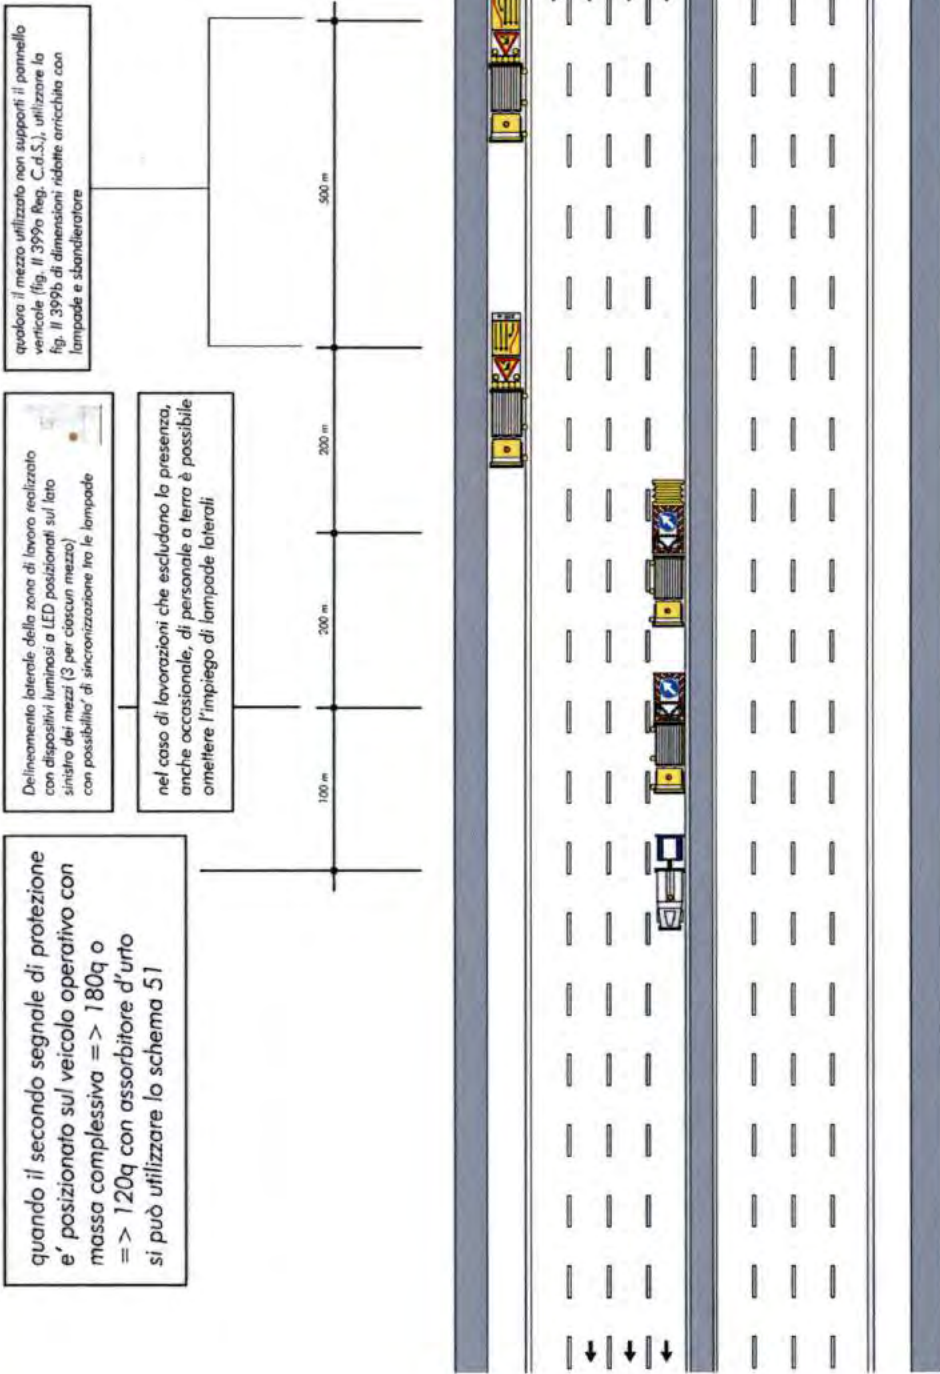 quando il secondo segnale di protezione
e' posizionato sul veicolo operativo con
massa complessiva => 180q o
=> 120q con assorbitore d'urto
si può utilizzare lo schema 51
Delineamento laterale della zona di lavoro realizzato
con dispositivi luminosi a LED posizionati sul lato
sinistro dei mezzi (3 per ciascun mezzo)
con possibilita' di sincronizzazione tra le lampade
nel caso di lavorazioni che escludano la presenza,
anche occasionale, di personale a terra è possibile
omettere l'impiego di lampade laterali
qualora il mezzo utilizzato non supporti il pannello
verticale (fig. II 399a Reg. C.d.S.), utilizzare la
fig. II 399b di dimensioni ridotte arricchita con
lampade e sbandieratore
100 m
200 m
200 m
500 m